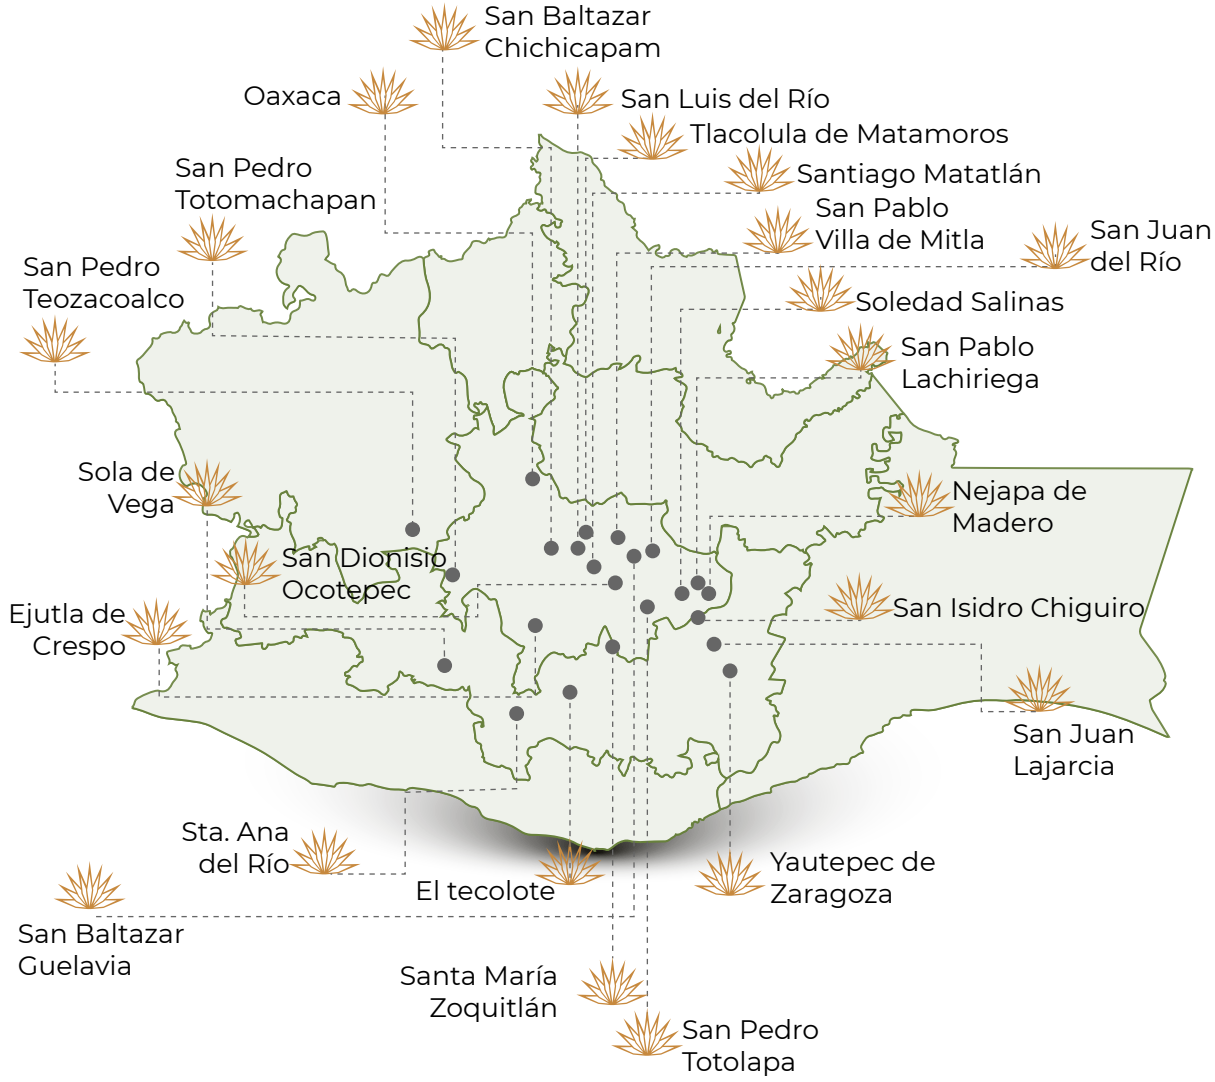 San Baltazar
Chichicapam
Oaxaca
San Luis del Río
Tlacolula de Matamoros
San Pedro
Totomachapan
Santiago Matatlán
San Pablo
Villa de Mitla
San Juan
del Río
San Pedro
Teozacoalco
Soledad Salinas
San Pablo
Lachiriega
Sola de
Vega
Nejapa de
Madero
San Dionisio
Ocotepec
Ejutla de
Crespo
San Isidro Chiguiro
San Juan
Lajarcia
Sta. Ana
del Río
El tecolote
Yautepec de
Zaragoza
San Baltazar
Guelavia
Santa María
Zoquitlán
San Pedro
Totolapa